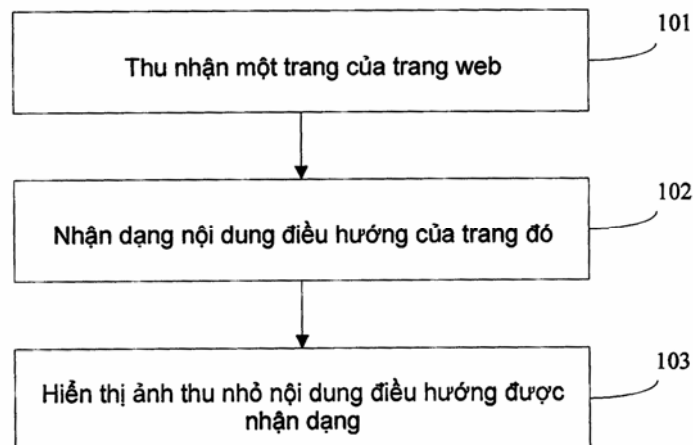 101
Thu nhận một trang của trang web
102
Nhận dạng nội dung điều hướng của trang đó
103
Hiển thị ảnh thu nhỏ nội dung điều hướng được
nhận dạng